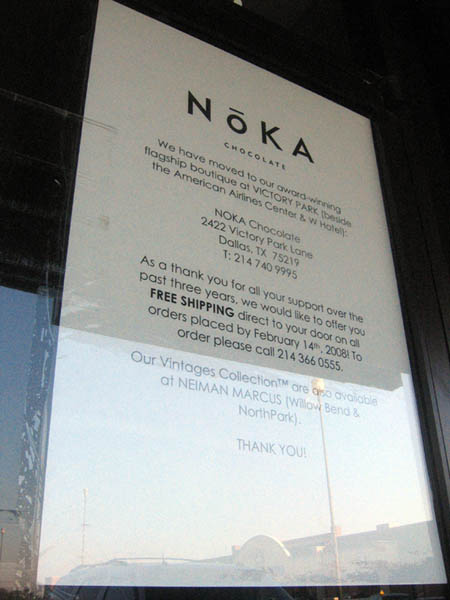 NōKA
CHOCOLATE
We have moved to our award-winning
flagship boutique at VICTORY PARK (beside
the American Airlines Center & W Hotel):
NOKA Chocolate
2422 Victory Park Lane
Dallas, TX 75219
T: 214 740 9995
As a thank you for all your support over the
past three years, we would like to offer you
FREE SHIPPING direct to your door on all
orders placed by February 14th, 2008! To
order please call 214 366 0555.
Our Vintages Collection™ are also available
at NEIMAN MARCUS (Willow Bend &
NorthPark).
THANK YOU!